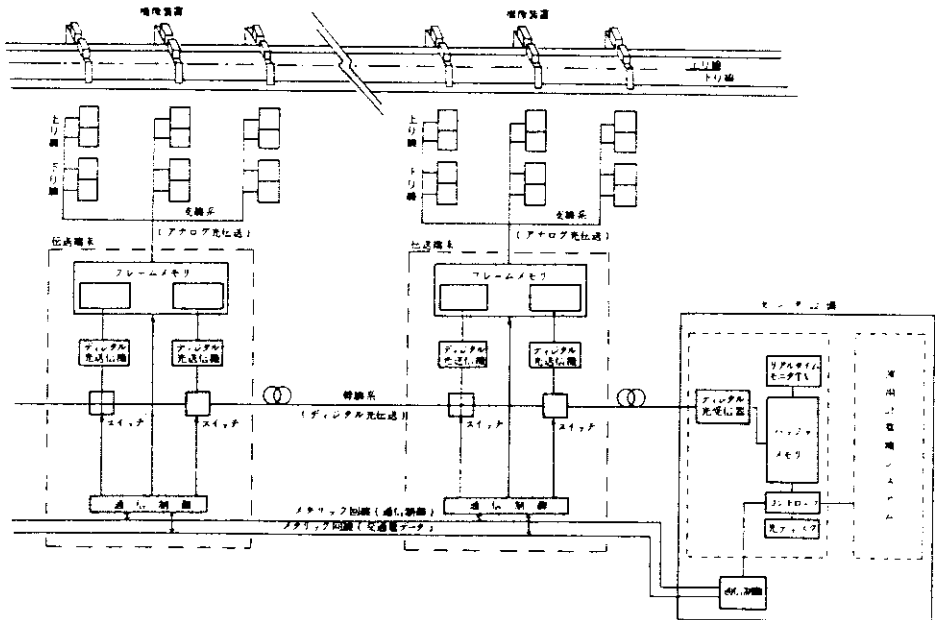 撮像装置
撮像装置
上り線
下り線
上り線
下り線
上り線
下り線
支線系
(アナログ光伝送)
支線系
(アナログ光伝送)
伝送端末
伝送端末
フレームメモリ
フレームメモリ
ディジタル
光送信機
ディジタル
光送信機
ディジタル
光送信機
ディジタル
光送信機
スイッチ
スイッチ
幹線系
(ディジタル光伝送)
スイッチ
スイッチ
通信制御
通信制御
メタリック回線(通信制御)
メタリック回線(交通量データ)
センタ設備
リアルタイム
モニタTV
ディジタル
光受信器
バッファ
メモリ
コントローラ
光ディスク
通信制御